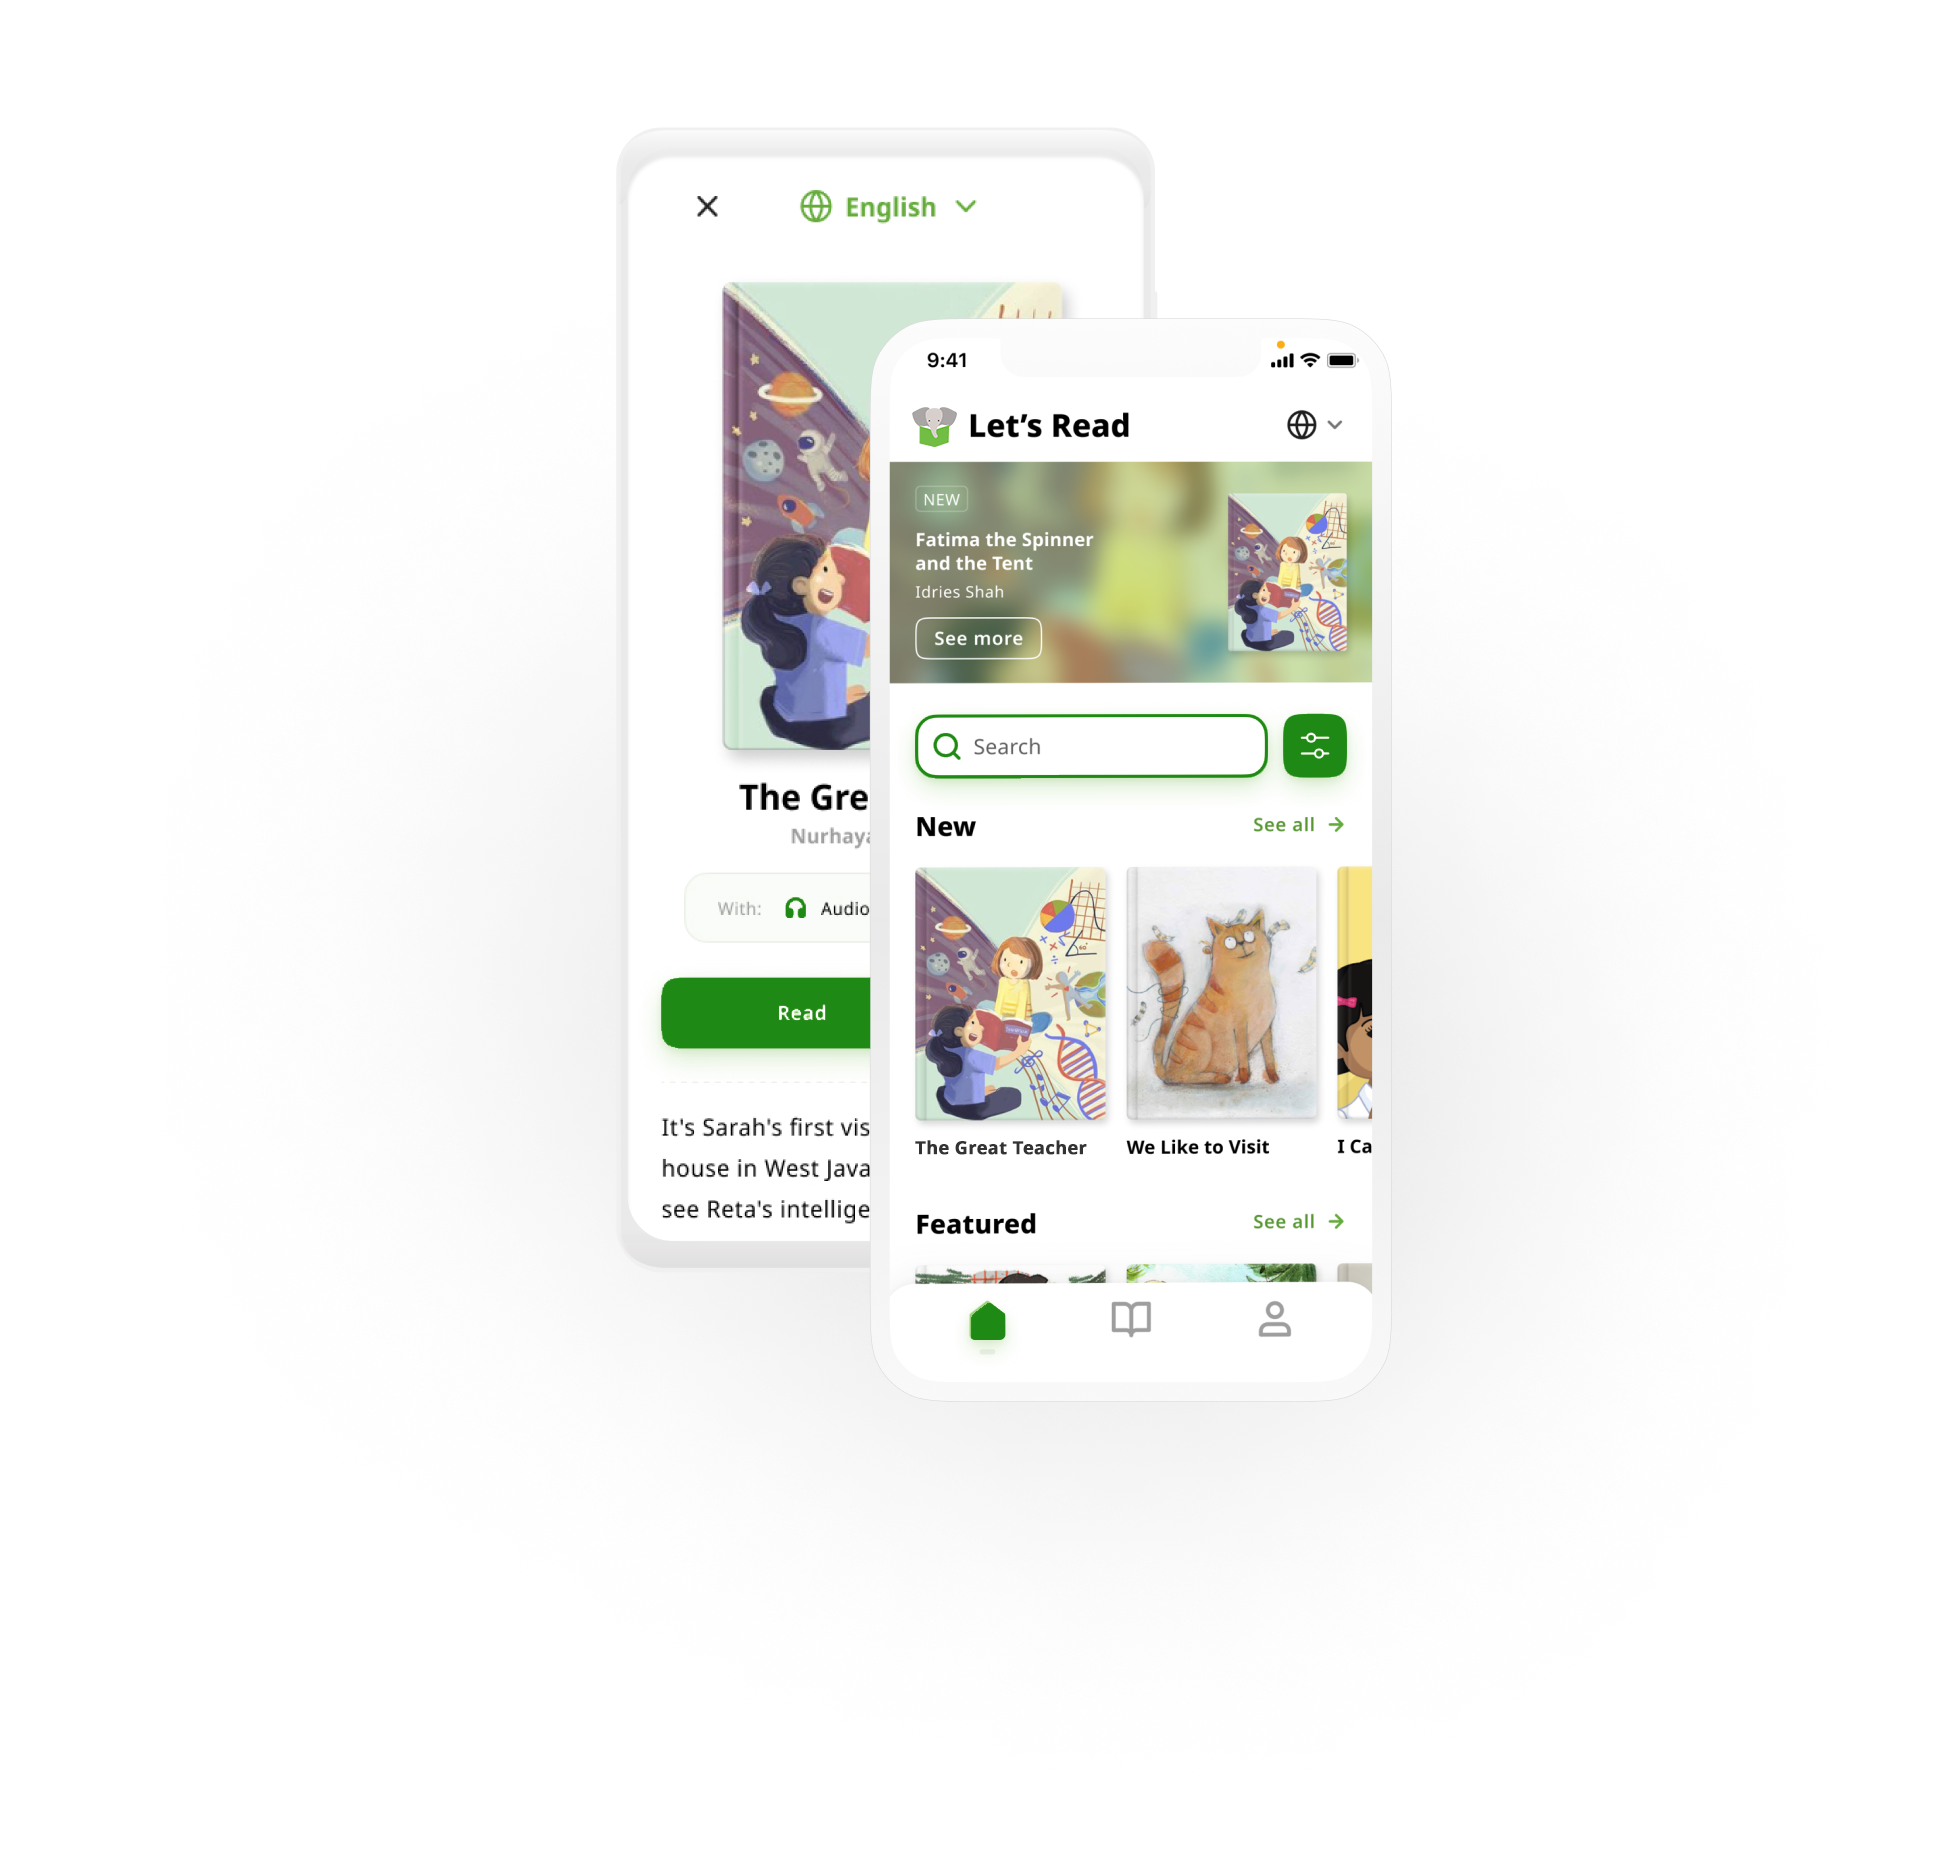 English
The Gre
Nurhaya
With: Audio
Read
It's Sarah's first vis
house in West Java
see Reta's intellige
9:41
Let’s Read
NEW
Fatima the Spinner
and the Tent
Idries Shah
See more
Search
New
See all
The Great Teacher
We Like to Visit
I Ca
Featured
See all